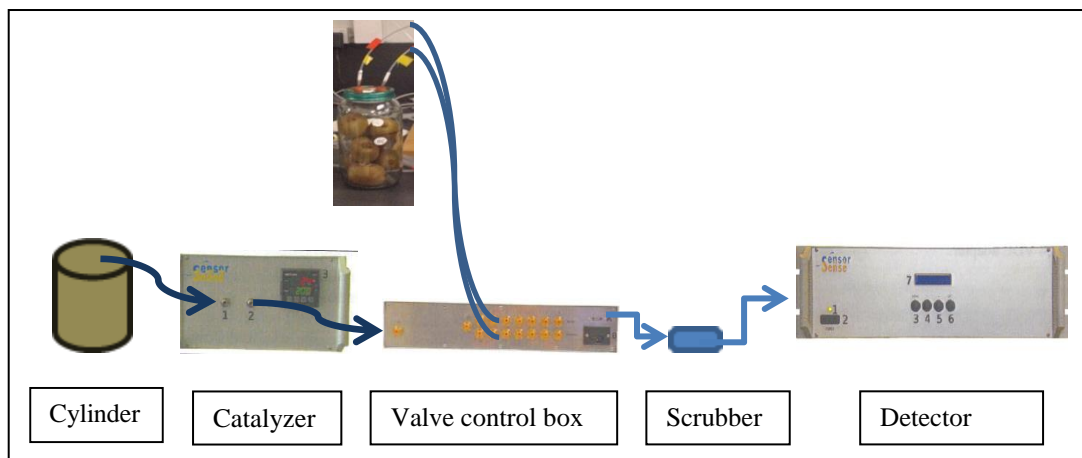 Sensor
Sense
3
1
2
Sensor
Sense
7
1
2
3 4 5 6
Cylinder
Catalyzer
Valve control box
Scrubber
Detector